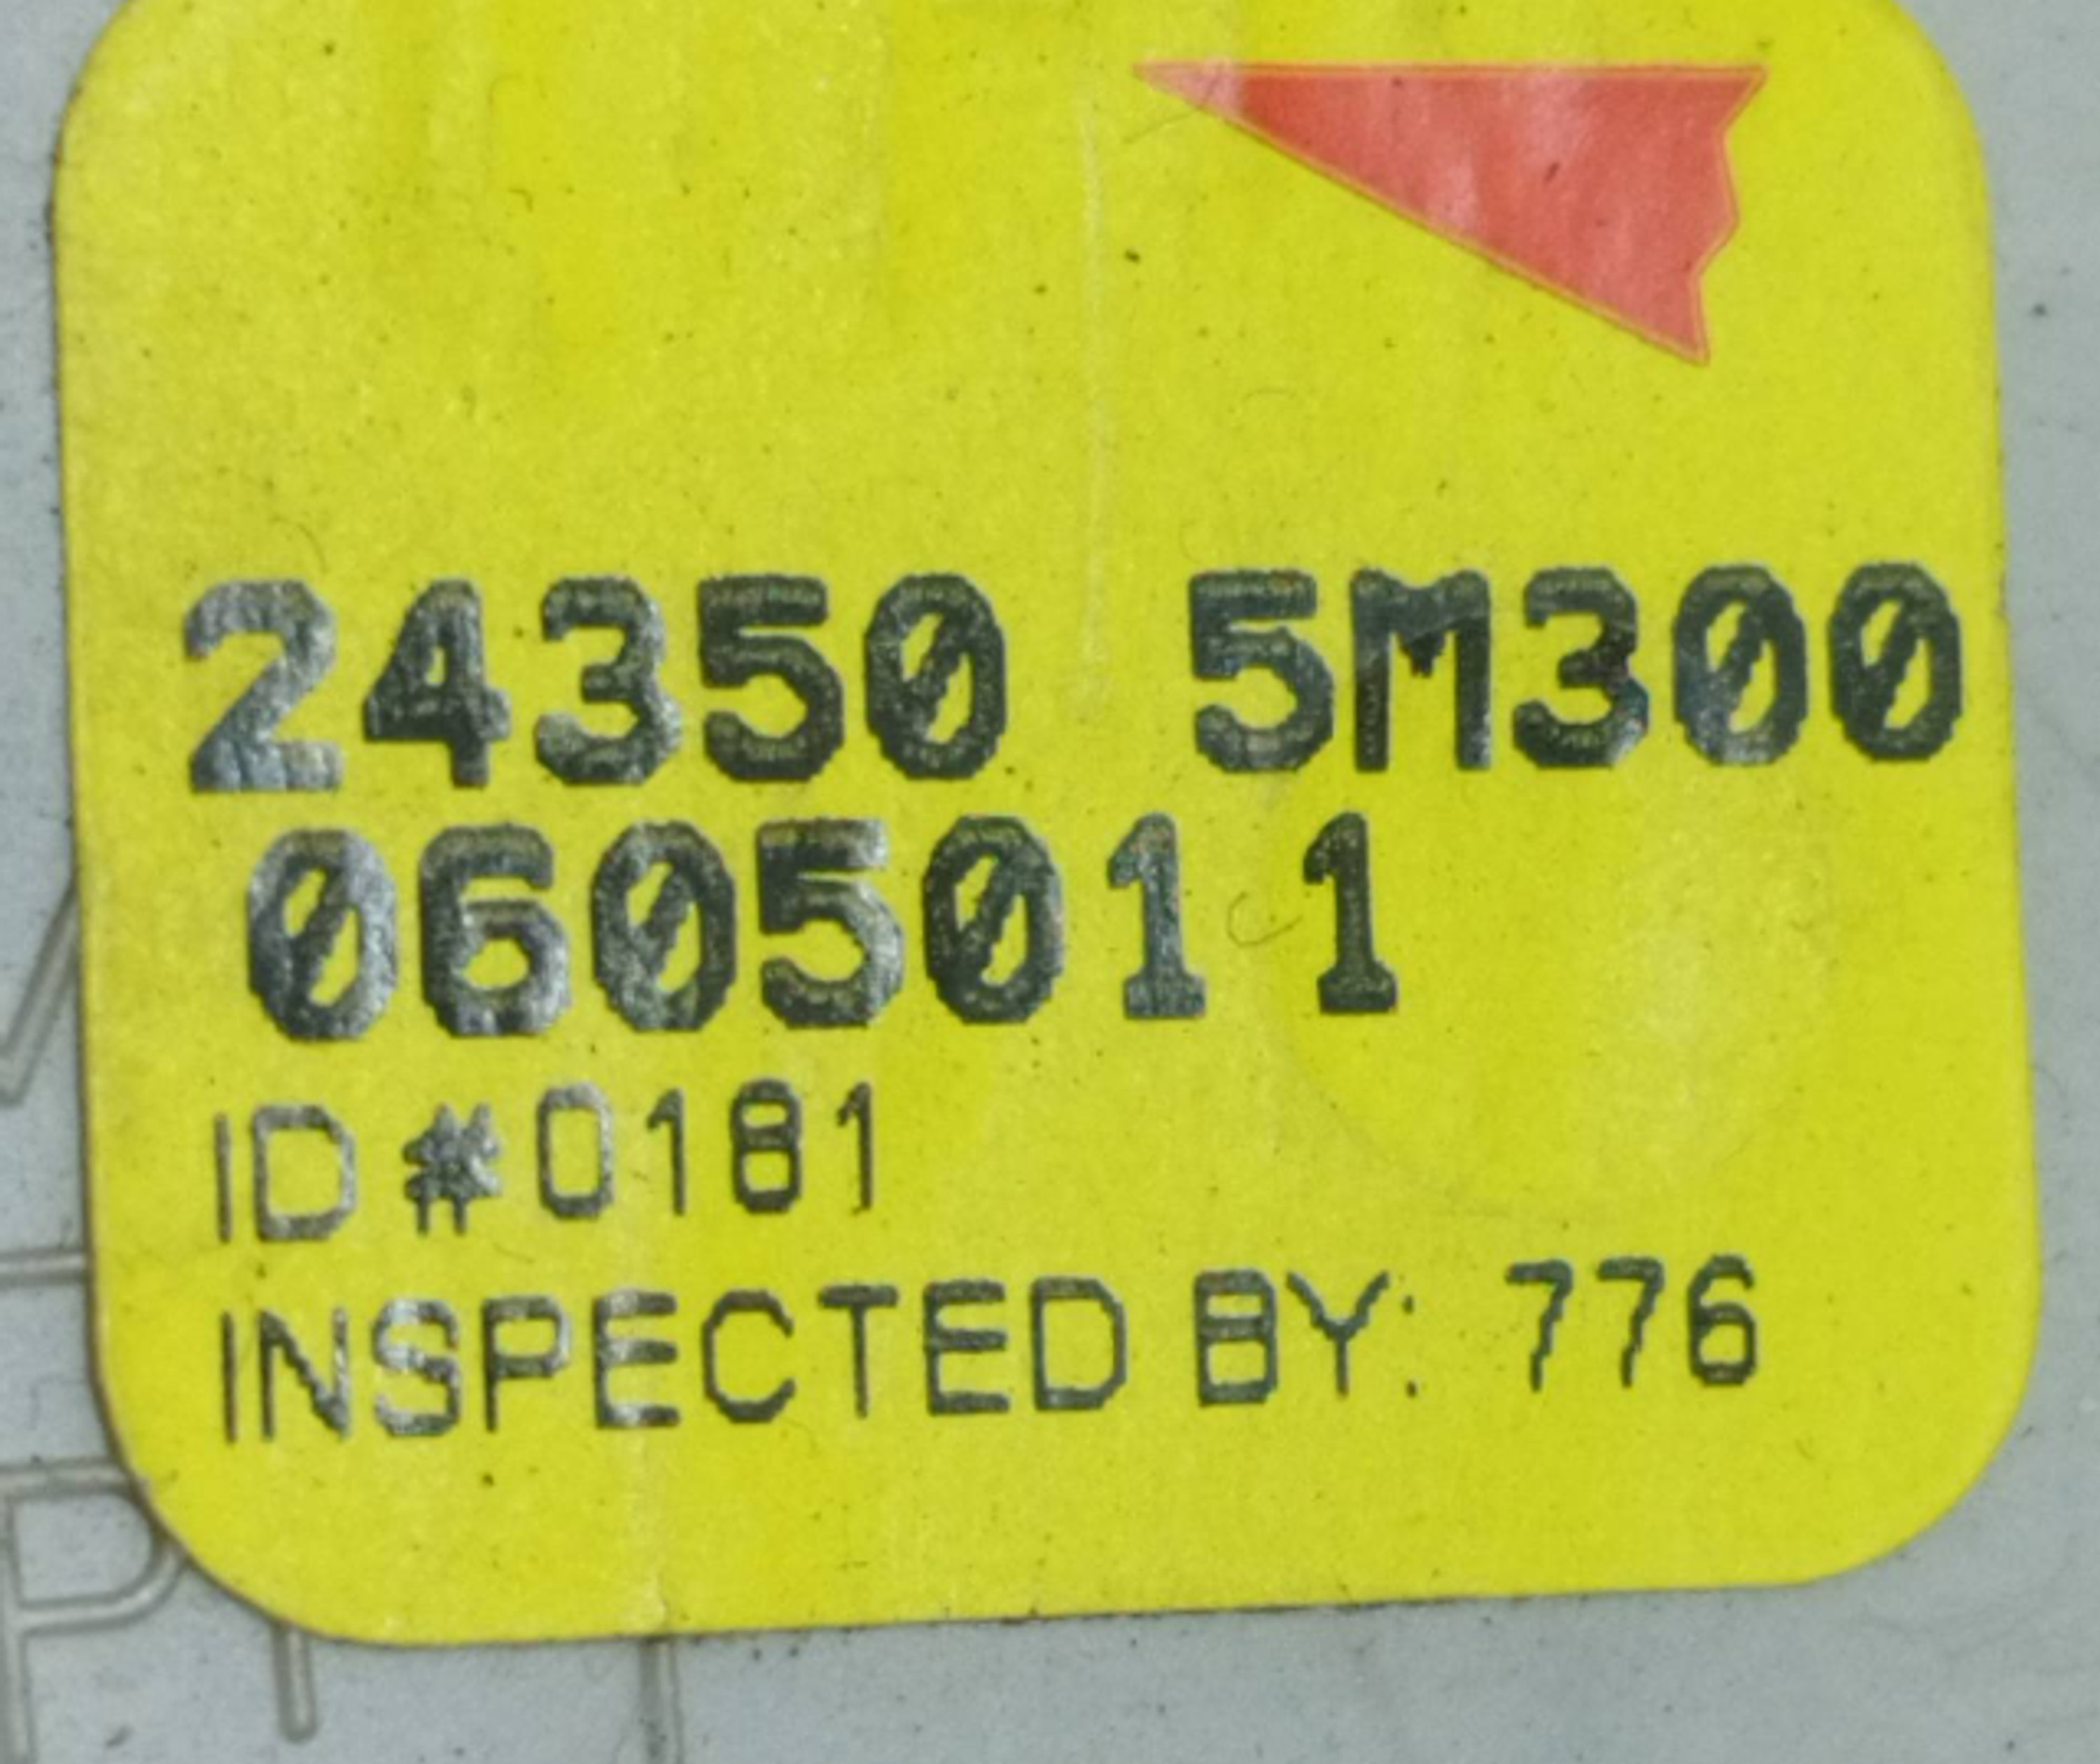 24350 5M300
0605011
ID #0181
INSPECTED BY: 776